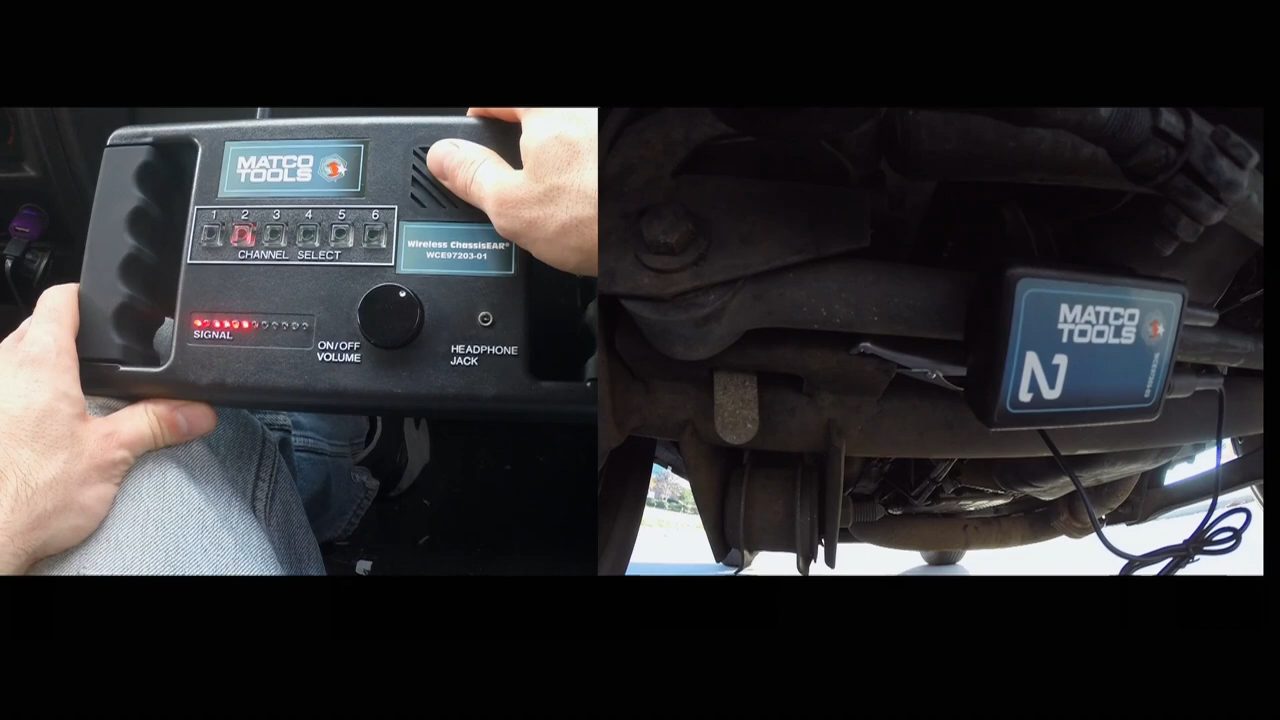 MATCO
TOOLS
1 2 3 4 5 6
CHANNEL SELECT
Wireless ChassisEAR®
WCE97203-01
SIGNAL
ON/OFF
VOLUME
HEADPHONE
JACK
MATCO
TOOLS
2